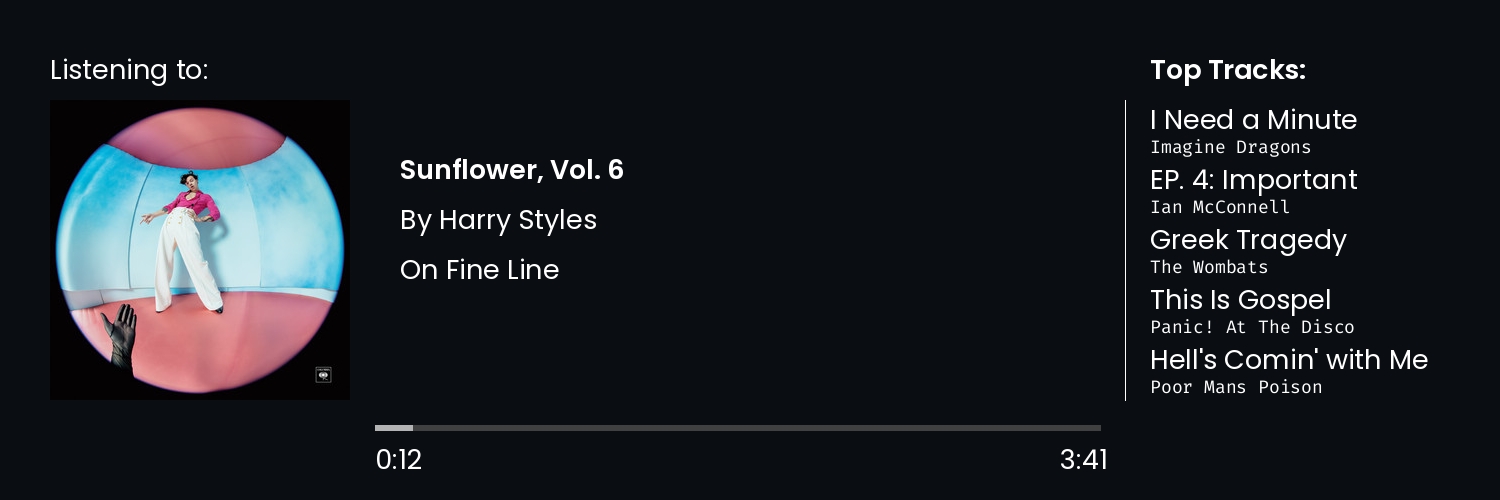 Listening to:
Sunflower, Vol. 6
By Harry Styles
On Fine Line
0:12
3:41
Top Tracks:
I Need a Minute
Imagine Dragons
EP. 4: Important
Ian McConnell
Greek Tragedy
The Wombats
This Is Gospel
Panic! At The Disco
Hell's Comin' with Me
Poor Mans Poison